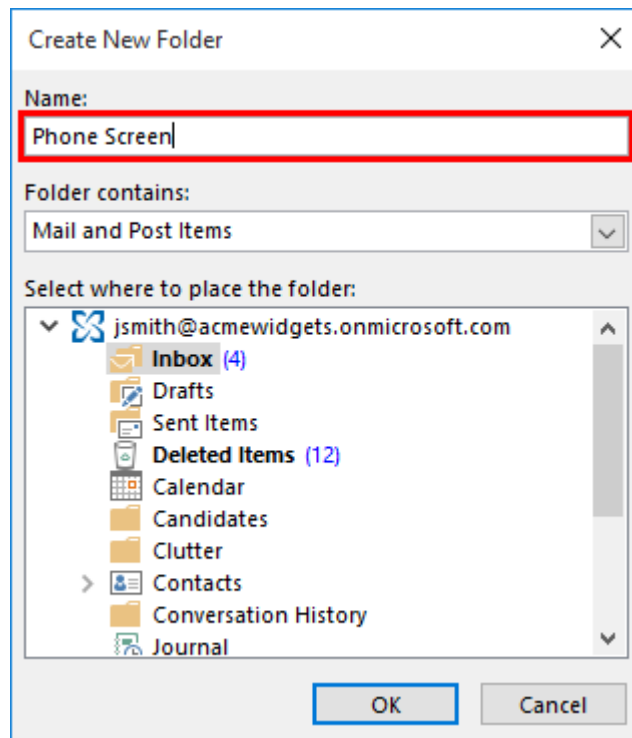 Create New Folder
Name:
Phone Screen
Folder contains:
Mail and Post Items
Select where to place the folder:
jsmith@acmewidgets.onmicrosoft.com
Inbox (4)
Drafts
Sent Items
Deleted Items (12)
Calendar
Candidates
Clutter
Contacts
Conversation History
Journal
OK Cancel